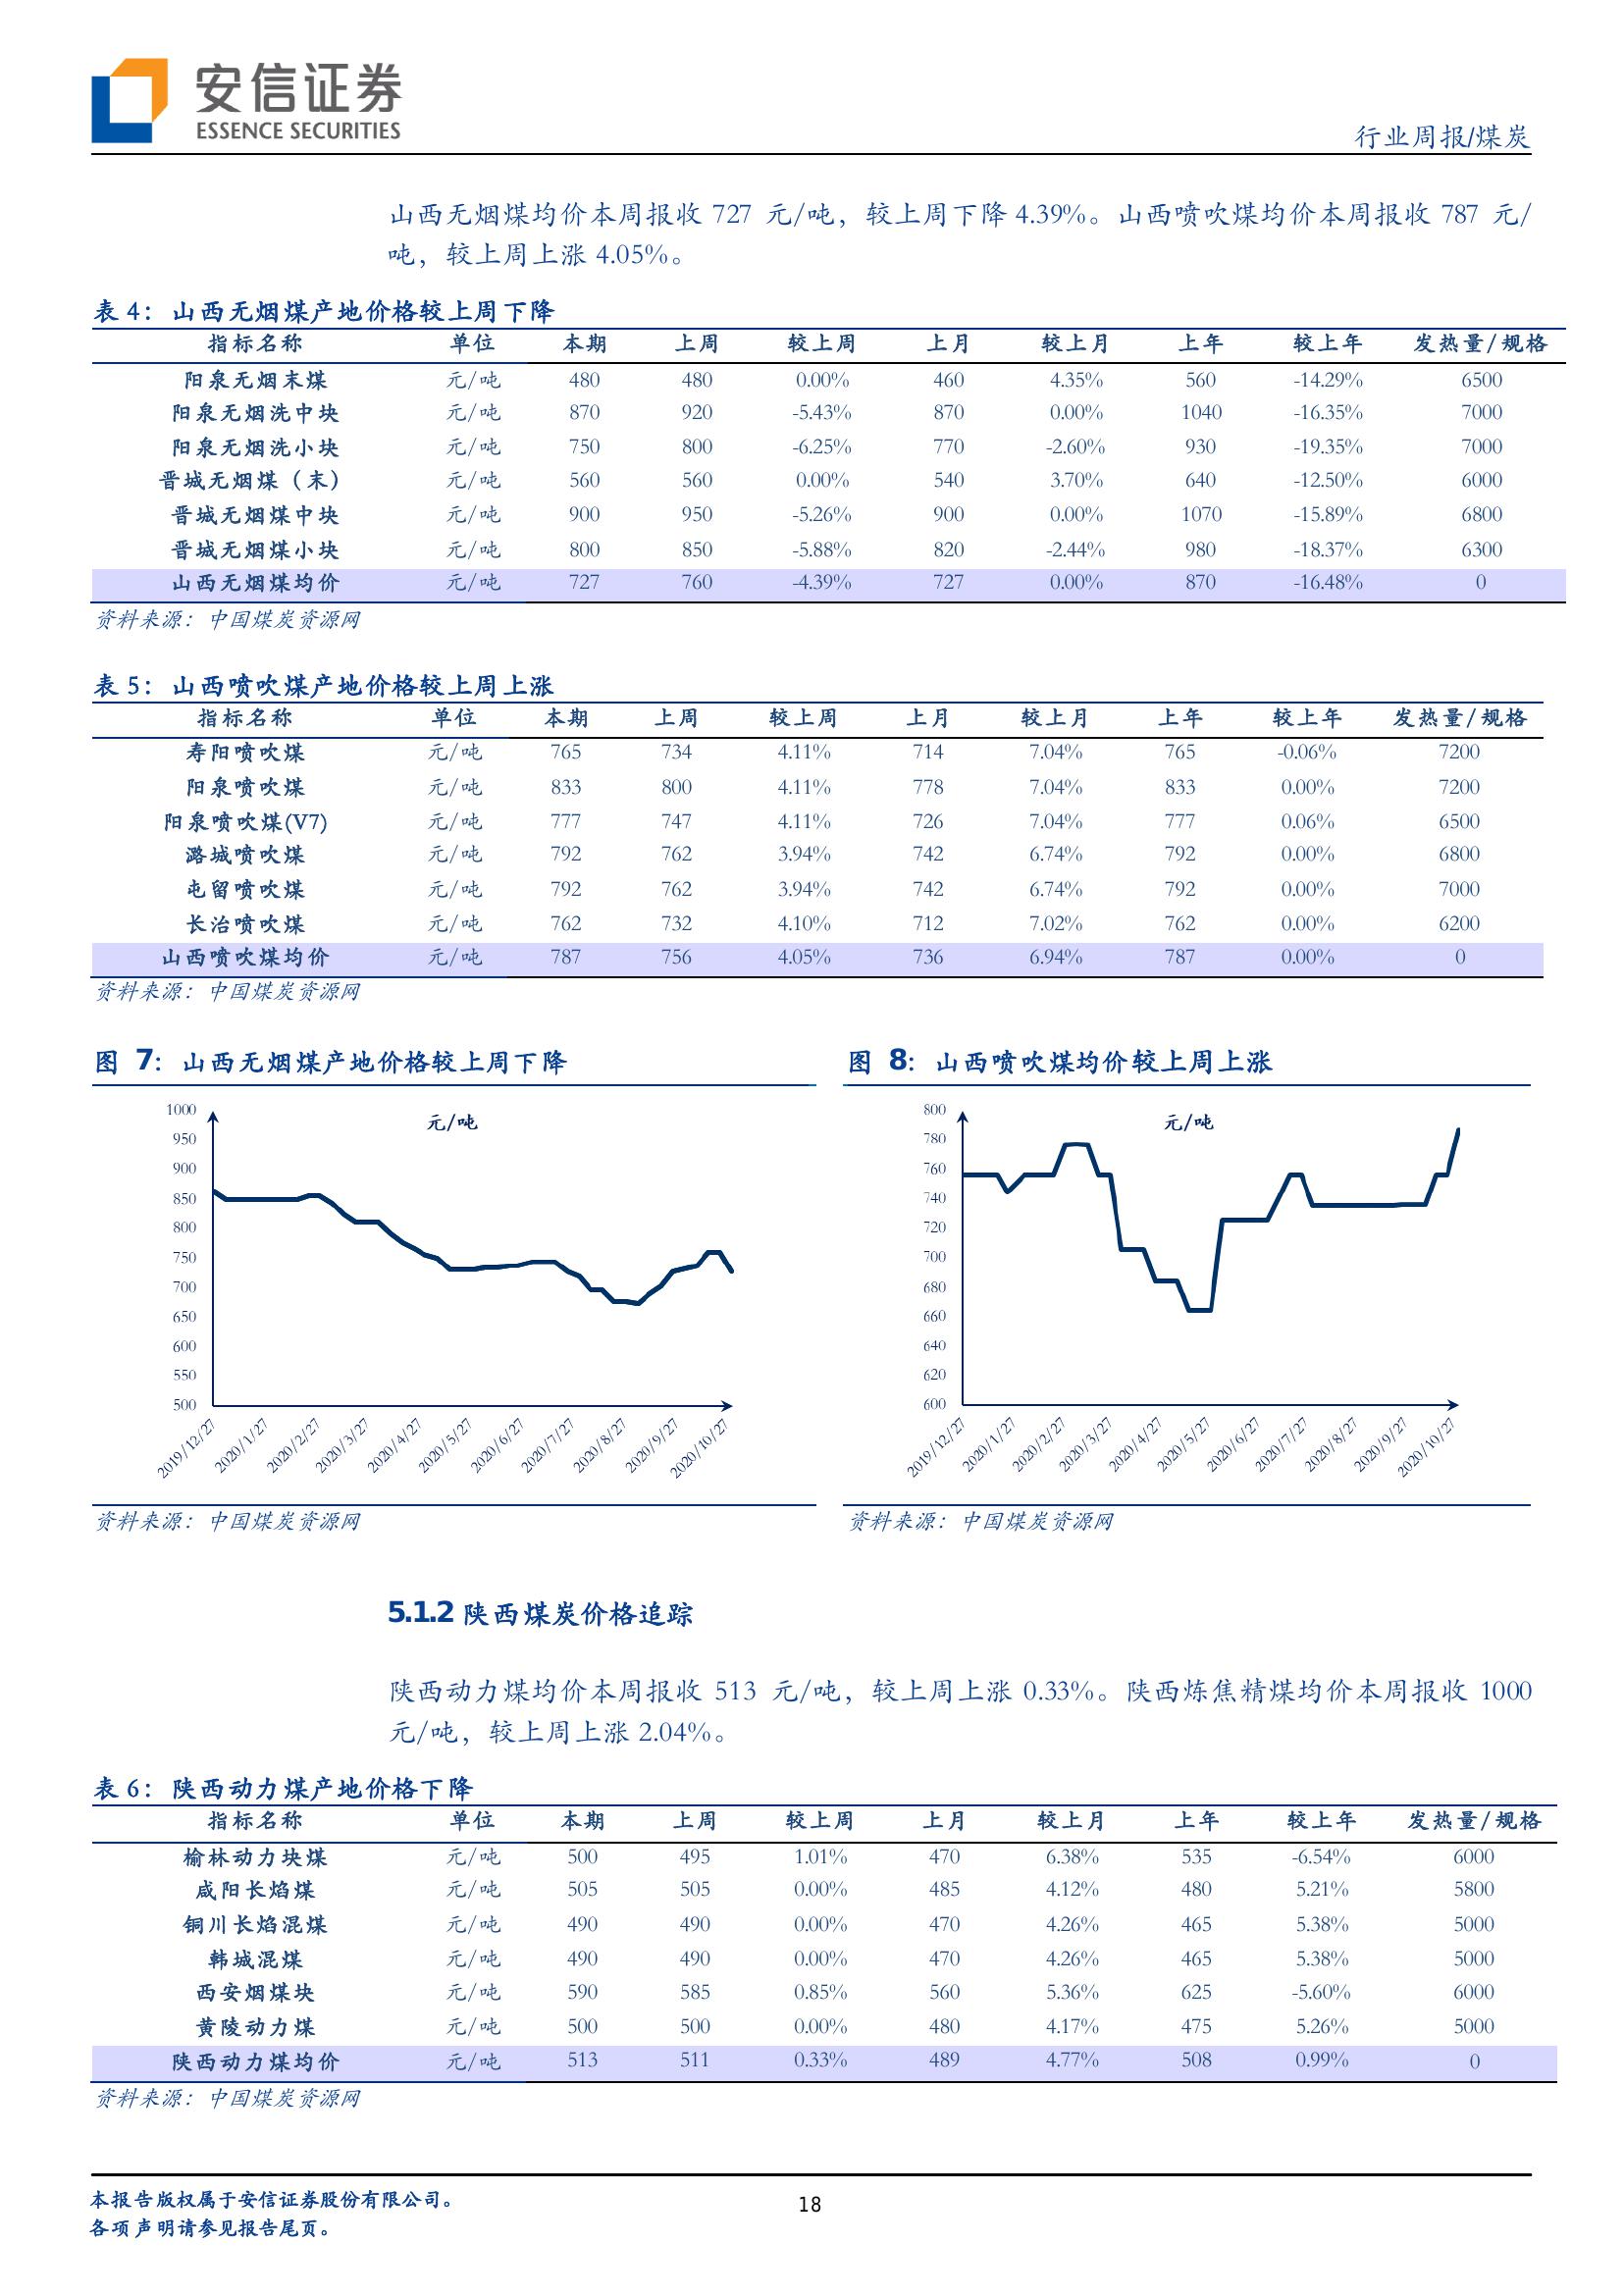 安信证券
ESSENCE SECURITIES
行业周报/煤炭
山西无烟煤均价本周报收 727 元/吨，较上周下降 4.39%。山西喷吹煤均价本周报收 787 元/
吨，较上周上涨 4.05%。
表 4：山西无烟煤产地价格较上周下降
指标名称 单位 本期 上周 较上周 上月 较上月 上年 较上年 发热量/规格
阳泉无烟末煤 元/吨 480 480 0.00% 460 4.35% 560 -14.29% 6500
阳泉无烟洗中块 元/吨 870 920 -5.43% 870 0.00% 1040 -16.35% 7000
阳泉无烟洗小块 元/吨 750 800 -6.25% 770 -2.60% 930 -19.35% 7000
晋城无烟煤（末） 元/吨 560 560 0.00% 540 3.70% 640 -12.50% 6000
晋城无烟煤中块 元/吨 900 950 -5.26% 900 0.00% 1070 -15.89% 6800
晋城无烟煤小块 元/吨 800 850 -5.88% 820 -2.44% 980 -18.37% 6300
山西无烟煤均价 元/吨 727 760 -4.39% 727 0.00% 870 -16.48% 0
资料来源：中国煤炭资源网
表 5：山西喷吹煤产地价格较上周上涨
指标名称 单位 本期 上周 较上周 上月 较上月 上年 较上年 发热量/规格
寿阳喷吹煤 元/吨 765 734 4.11% 714 7.04% 765 -0.06% 7200
阳泉喷吹煤 元/吨 833 800 4.11% 778 7.04% 833 0.00% 7200
阳泉喷吹煤(V7) 元/吨 777 747 4.11% 726 7.04% 777 0.06% 6500
潞城喷吹煤 元/吨 792 762 3.94% 742 6.74% 792 0.00% 6800
屯留喷吹煤 元/吨 792 762 3.94% 742 6.74% 792 0.00% 7000
长治喷吹煤 元/吨 762 732 4.10% 712 7.02% 762 0.00% 6200
山西喷吹煤均价 元/吨 787 756 4.05% 736 6.94% 787 0.00% 0
资料来源：中国煤炭资源网
图 7：山西无烟煤产地价格较上周下降
元/吨
1000
950
900
850
800
750
700
650
600
550
500
2019/12/27 2020/1/27 2020/2/27 2020/3/27 2020/4/27 2020/5/27 2020/6/27 2020/7/27 2020/8/27 2020/9/27 2020/10/27
资料来源：中国煤炭资源网
图 8：山西喷吹煤均价较上周上涨
元/吨
800
780
760
740
720
700
680
660
640
620
600
2019/12/27 2020/1/27 2020/2/27 2020/3/27 2020/4/27 2020/5/27 2020/6/27 2020/7/27 2020/8/27 2020/9/27 2020/10/27
资料来源：中国煤炭资源网
5.1.2 陕西煤炭价格追踪
陕西动力煤均价本周报收 513 元/吨，较上周上涨 0.33%。陕西炼焦精煤均价本周报收 1000
元/吨，较上周上涨 2.04%。
表 6：陕西动力煤产地价格下降
指标名称 单位 本期 上周 较上周 上月 较上月 上年 较上年 发热量/规格
榆林动力块煤 元/吨 500 495 1.01% 470 6.38% 535 -6.54% 6000
咸阳长焰煤 元/吨 505 505 0.00% 485 4.12% 480 5.21% 5800
铜川长焰混煤 元/吨 490 490 0.00% 470 4.26% 465 5.38% 5000
韩城混煤 元/吨 490 490 0.00% 470 4.26% 465 5.38% 5000
西安烟煤块 元/吨 590 585 0.85% 560 5.36% 625 -5.60% 6000
黄陵动力煤 元/吨 500 500 0.00% 480 4.17% 475 5.26% 5000
陕西动力煤均价 元/吨 513 511 0.33% 489 4.77% 508 0.99% 0
资料来源：中国煤炭资源网
本报告版权属于安信证券股份有限公司。
各项声明请参见报告尾页。
18